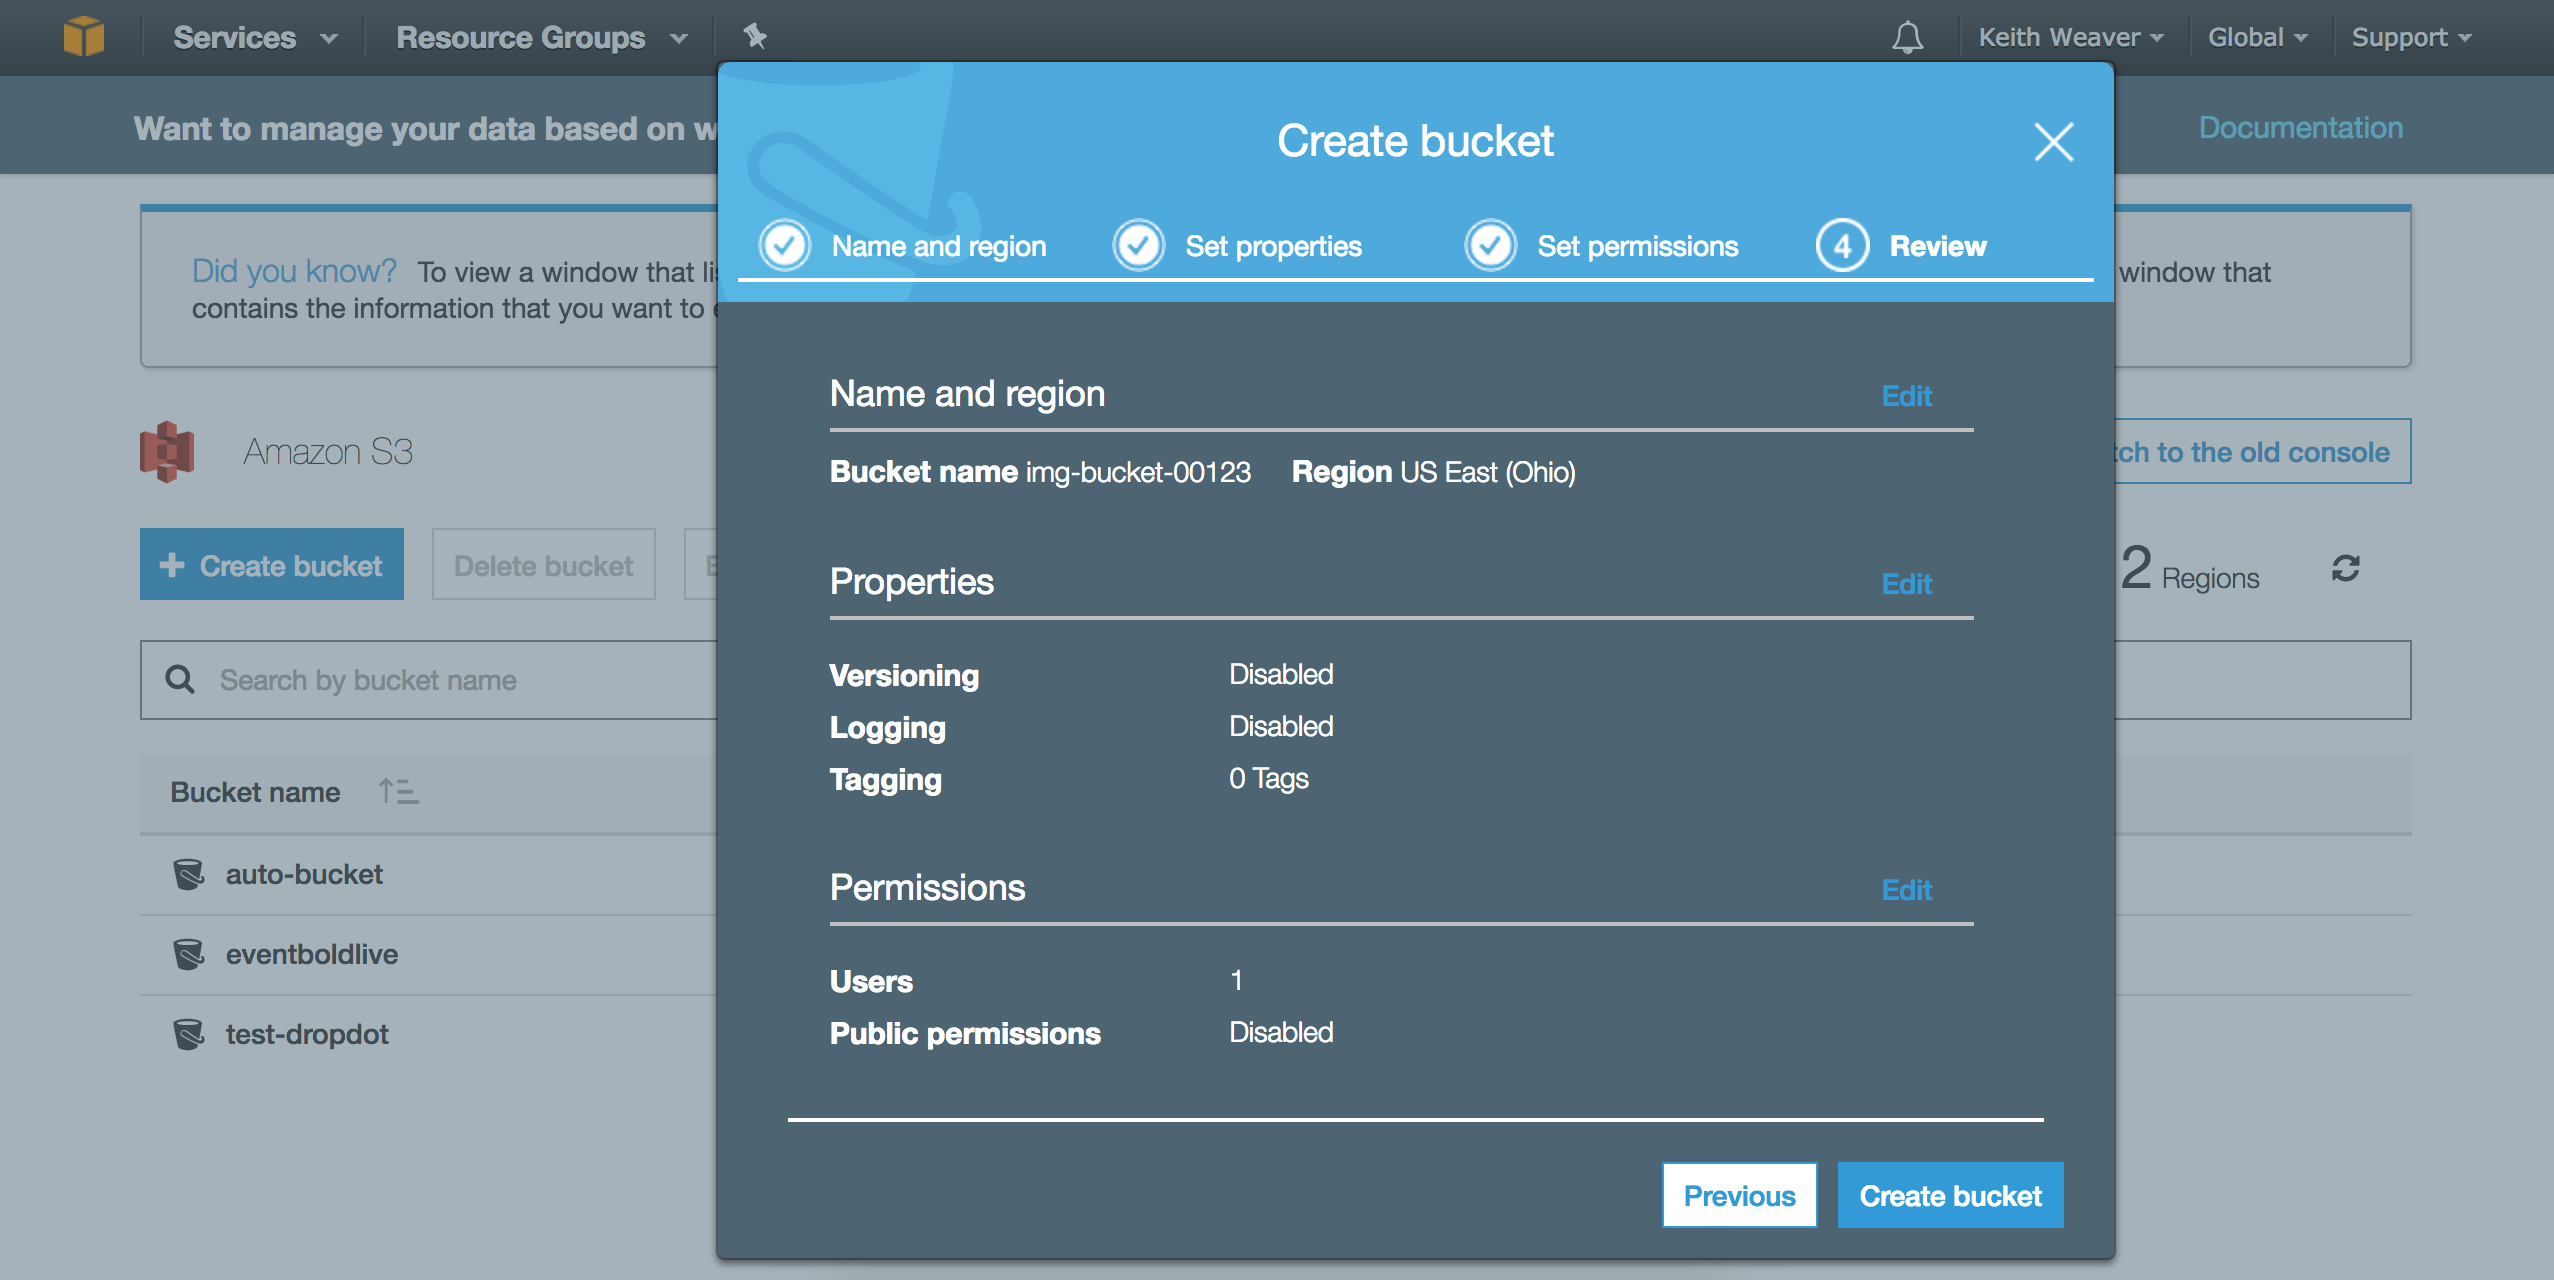 Services Resource Groups Keith Weaver Global Support
Want to manage your data based on
Documentation
Create bucket
Name and region Set properties Set permissions 4 Review
Did you know? To view a window that
window that
contains the information that you want to
Amazon S3
to the old console
Create bucket Delete bucket
2 Regions
Search by bucket name
Bucket name
auto-bucket
eventboldlive
test-dropdot
Name and region Edit
Bucket name img-bucket-00123 Region US East (Ohio)
Properties Edit
Versioning Disabled
Logging Disabled
Tagging 0 Tags
Permissions Edit
Users 1
Public permissions Disabled
Previous Create bucket